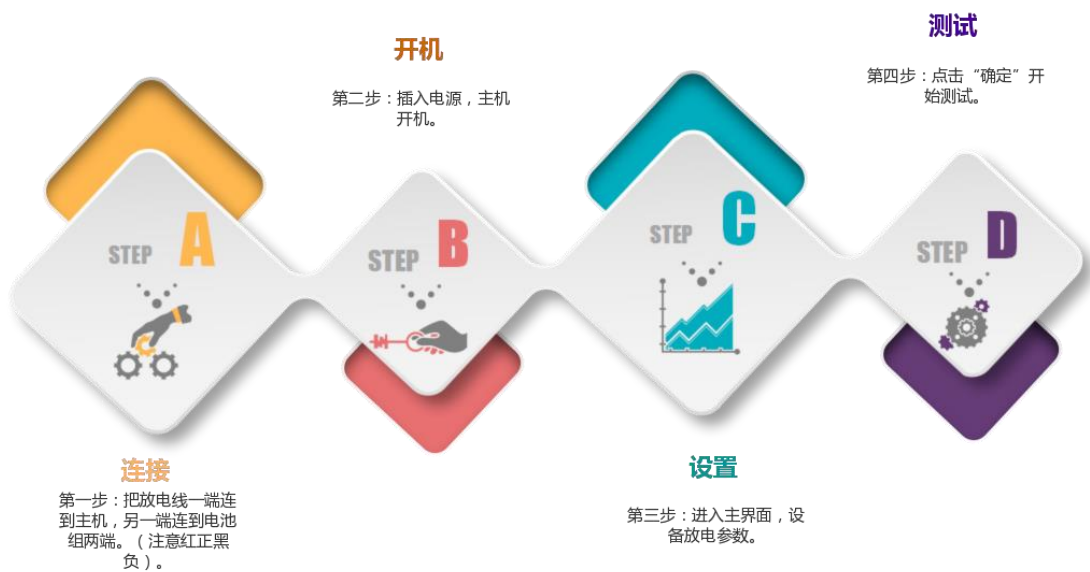 测试
开机
第四步：点击“确定”开
始测试。
第二步：插入电源，主机
开机。
STEP A
STEP B
STEP C
STEP D
连接
第一步：把放电线一端连
到主机，另一端连到电池
组两端。（注意红正黑
负）。
设置
第三步：进入主界面，设
备放电参数。